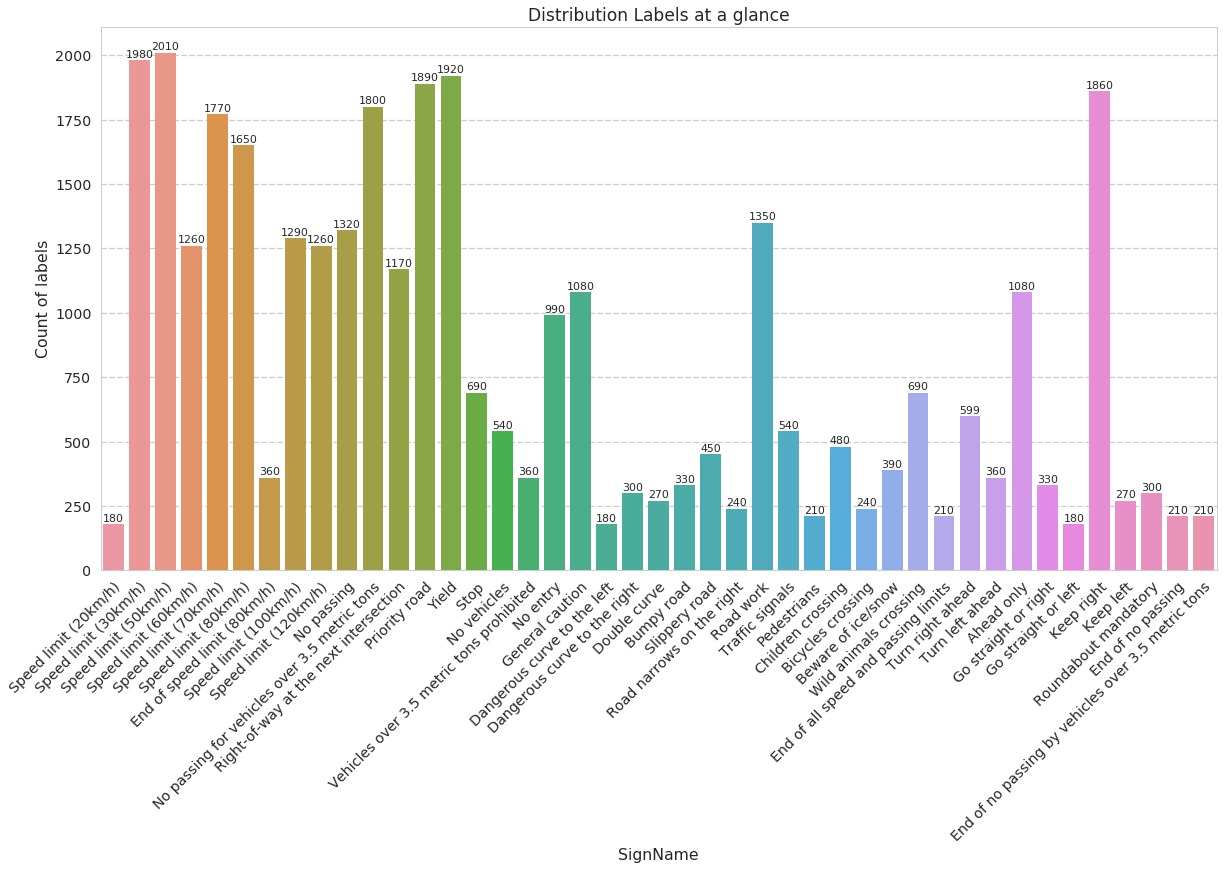 Distribution Labels at a glance
Count of labels
2000
1750
1500
1250
1000
750
500
250
0
180
1980
2010
1260
1770
1650
360
1290
1260
1320
1800
1170
1890
1920
690
540
360
990
1080
180
300
270
330
450
240
1350
540
210
480
240
390
690
210
599
360
1080
330
180
1860
270
300
210
210
Speed limit (20km/h)
Speed limit (30km/h)
Speed limit (50km/h)
Speed limit (60km/h)
Speed limit (70km/h)
Speed limit (80km/h)
End of speed limit (80km/h)
Speed limit (100km/h)
Speed limit (120km/h)
No passing
No passing for vehicles over 3.5 metric tons
Right-of-way at the next intersection
Priority road
Yield
Stop
No vehicles
Vehicles over 3.5 metric tons prohibited
No entry
General caution
Dangerous curve to the left
Dangerous curve to the right
Double curve
Bumpy road
Slippery road
Road narrows on the right
Road work
Traffic signals
Pedestrians
Children crossing
Bicycles crossing
Beware of ice/snow
Wild animals crossing
End of all speed and passing limits
Turn right ahead
Turn left ahead
Ahead only
Go straight or right
Go straight or left
Keep right
Keep left
Roundabout mandatory
End of no passing
End of no passing by vehicles over 3.5 metric tons
SignName